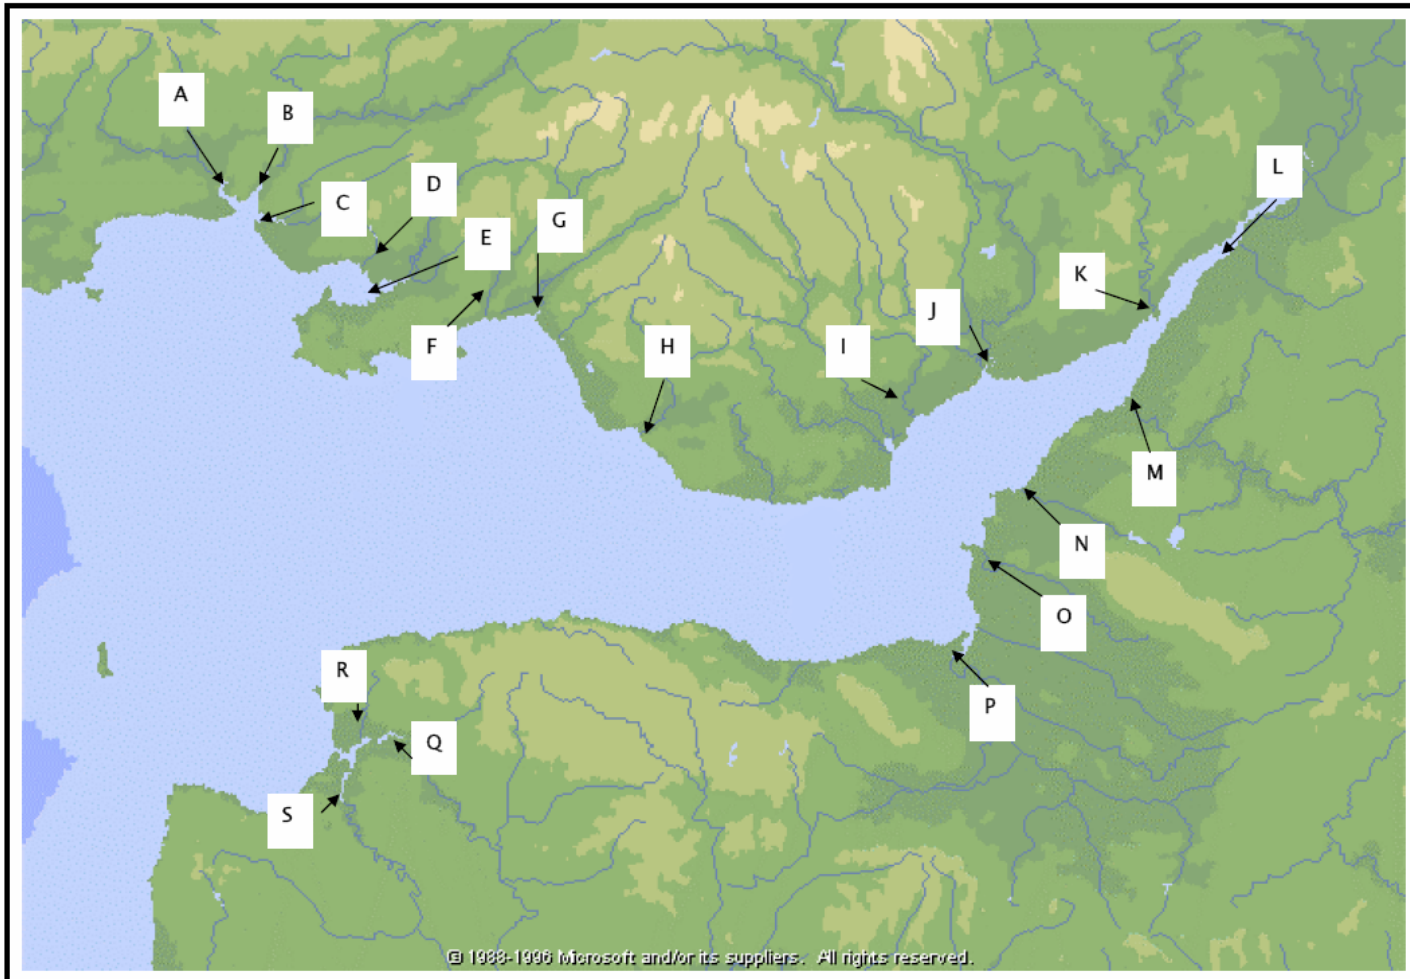 A
B
C
D
E
F
G
H
I
J
K
L
M
N
O
P
Q
R
S
© 1988-1996 Microsoft and/or its suppliers. All rights reserved.